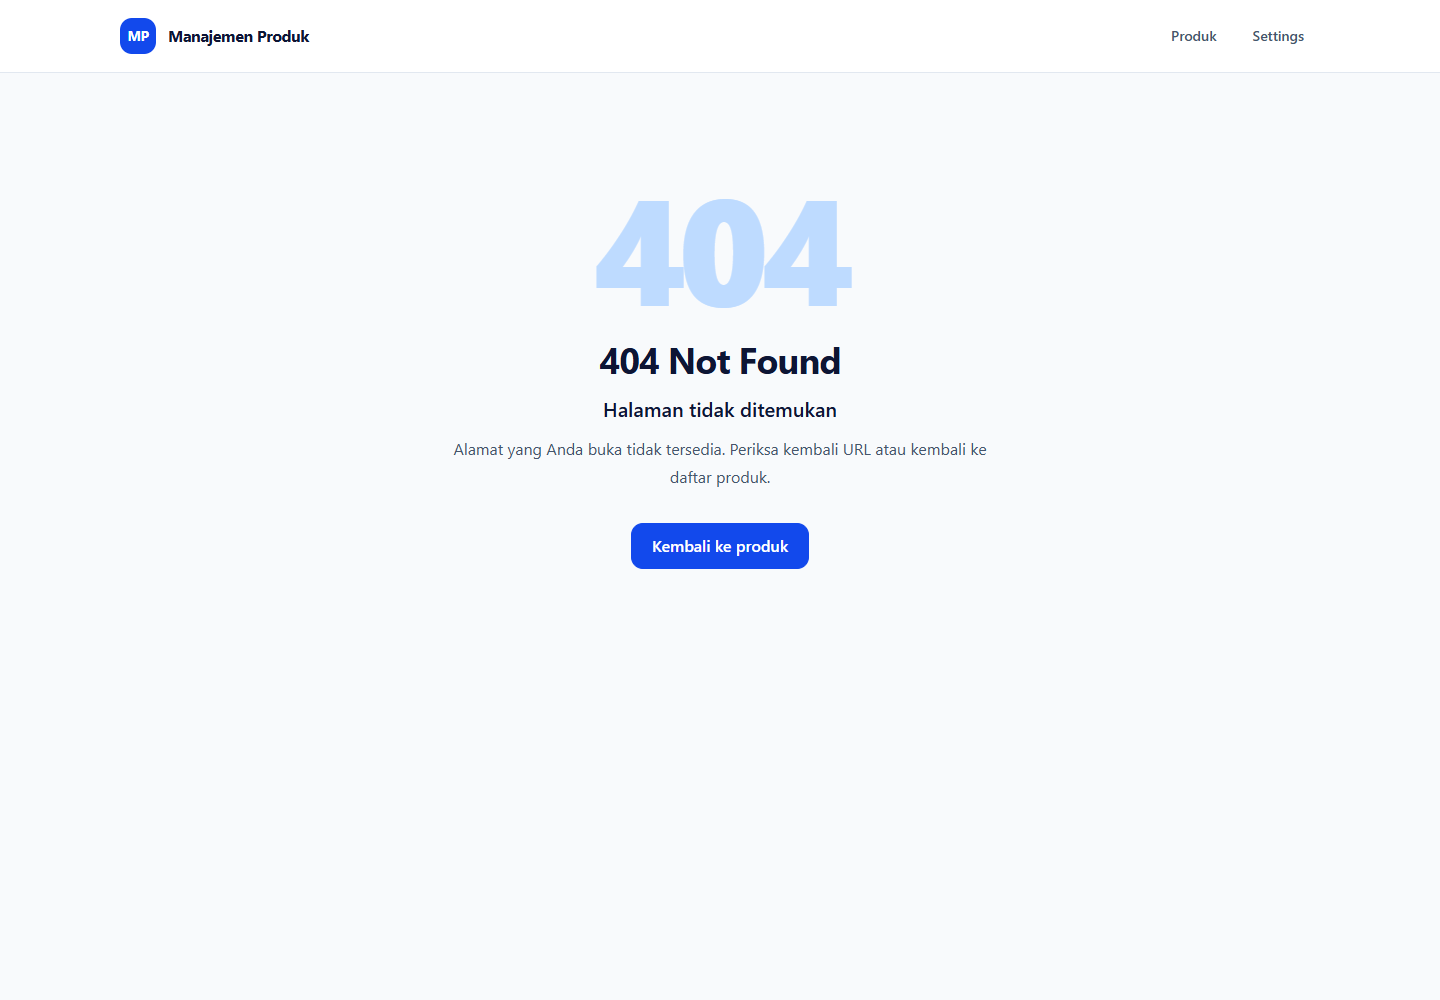 MP Manajemen Produk Produk Settings
404
404 Not Found
Halaman tidak ditemukan
Alamat yang Anda buka tidak tersedia. Periksa kembali URL atau kembali ke
daftar produk.
Kembali ke produk